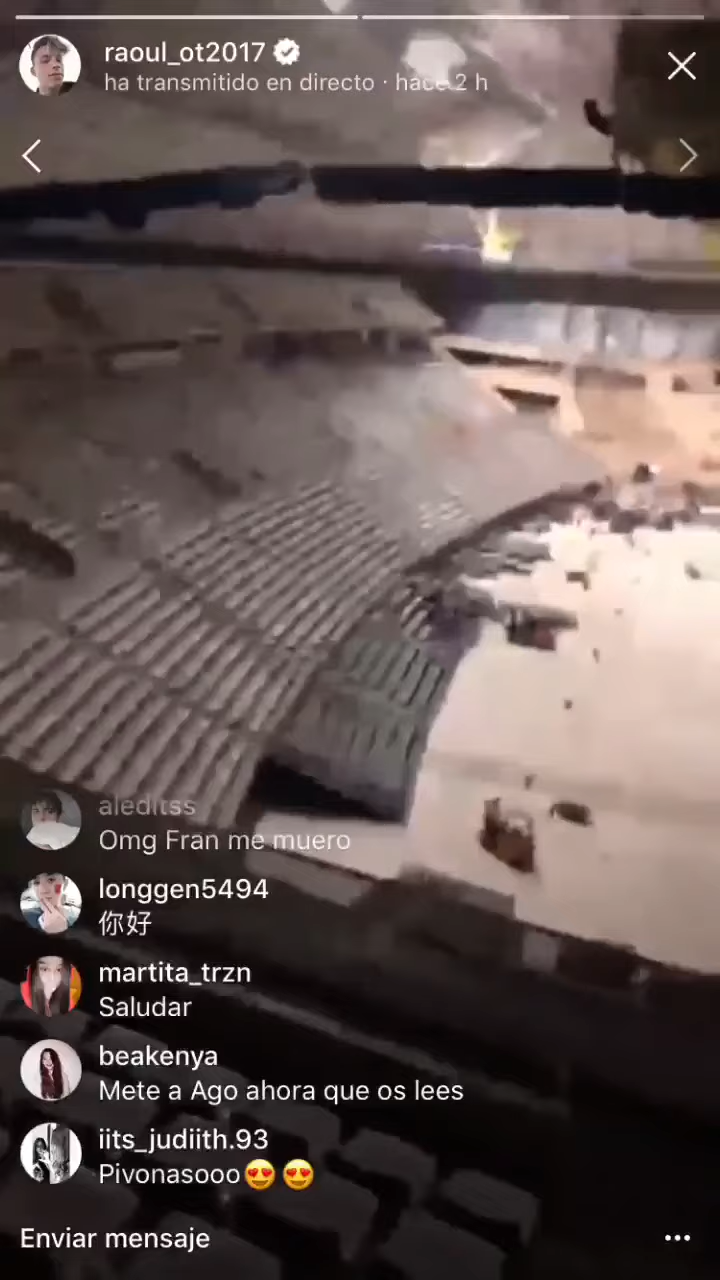 raoul_ot2017
ha transmitido en directo · hace 2 h
aleditss
Omg Fran me muero
longgen5494
你好
martita_trzn
Saludar
beakenya
Mete a Ago ahora que os lees
iits_judiith.93
Pivonasooo😍😍
Enviar mensaje